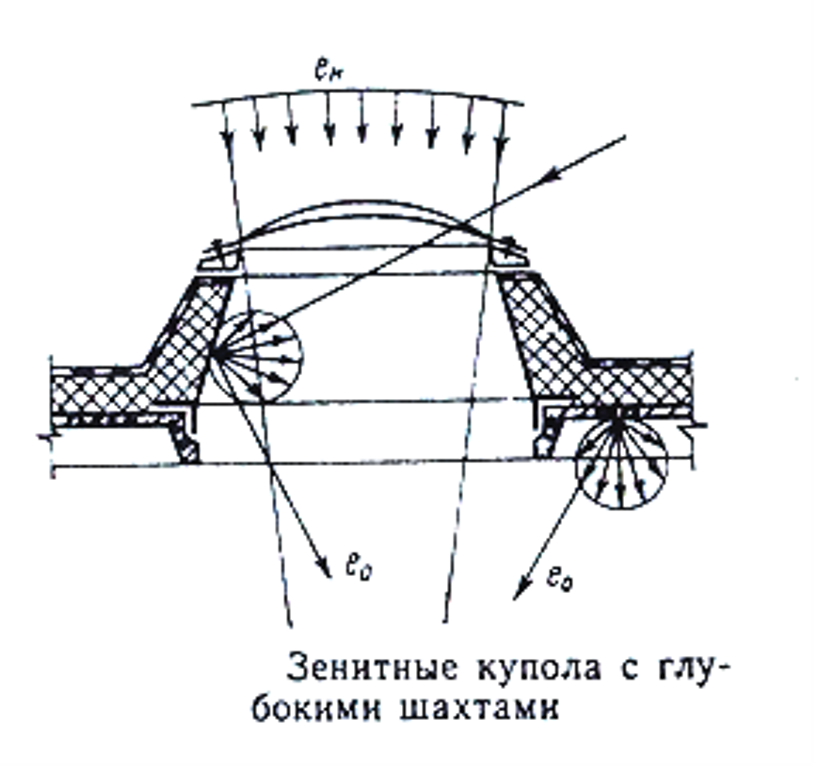 eн
eо
eо
Зенитные купола с глу-
бокими шахтами